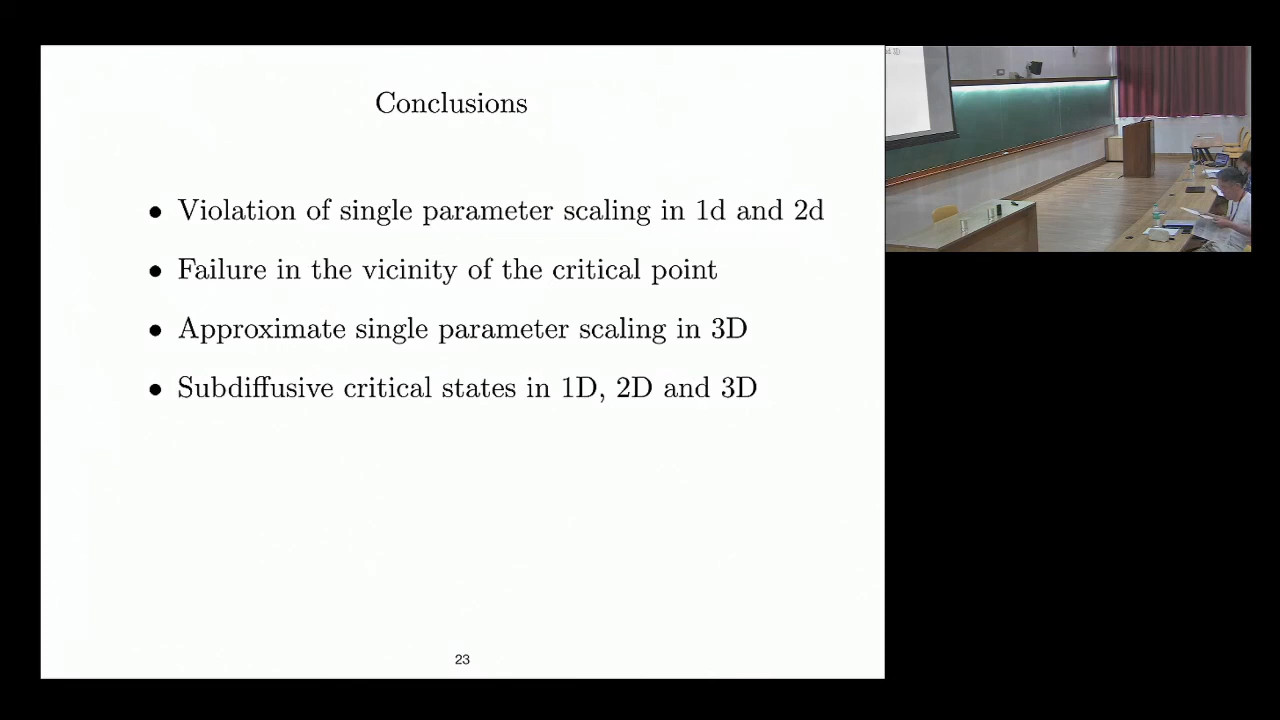 Conclusions
• Violation of single parameter scaling in 1d and 2d
• Failure in the vicinity of the critical point
• Approximate single parameter scaling in 3D
• Subdiffusive critical states in 1D, 2D and 3D
23